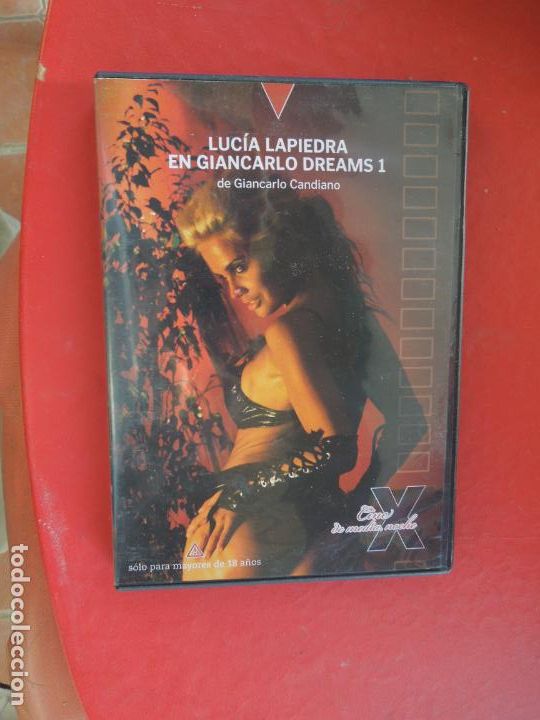 LUCÍA LAPIEDRA
EN GIANCARLO DREAMS 1
de Giancarlo Candiano
X
Cine
de media noche
sólo para mayores de 18 años
todocoleccion.net